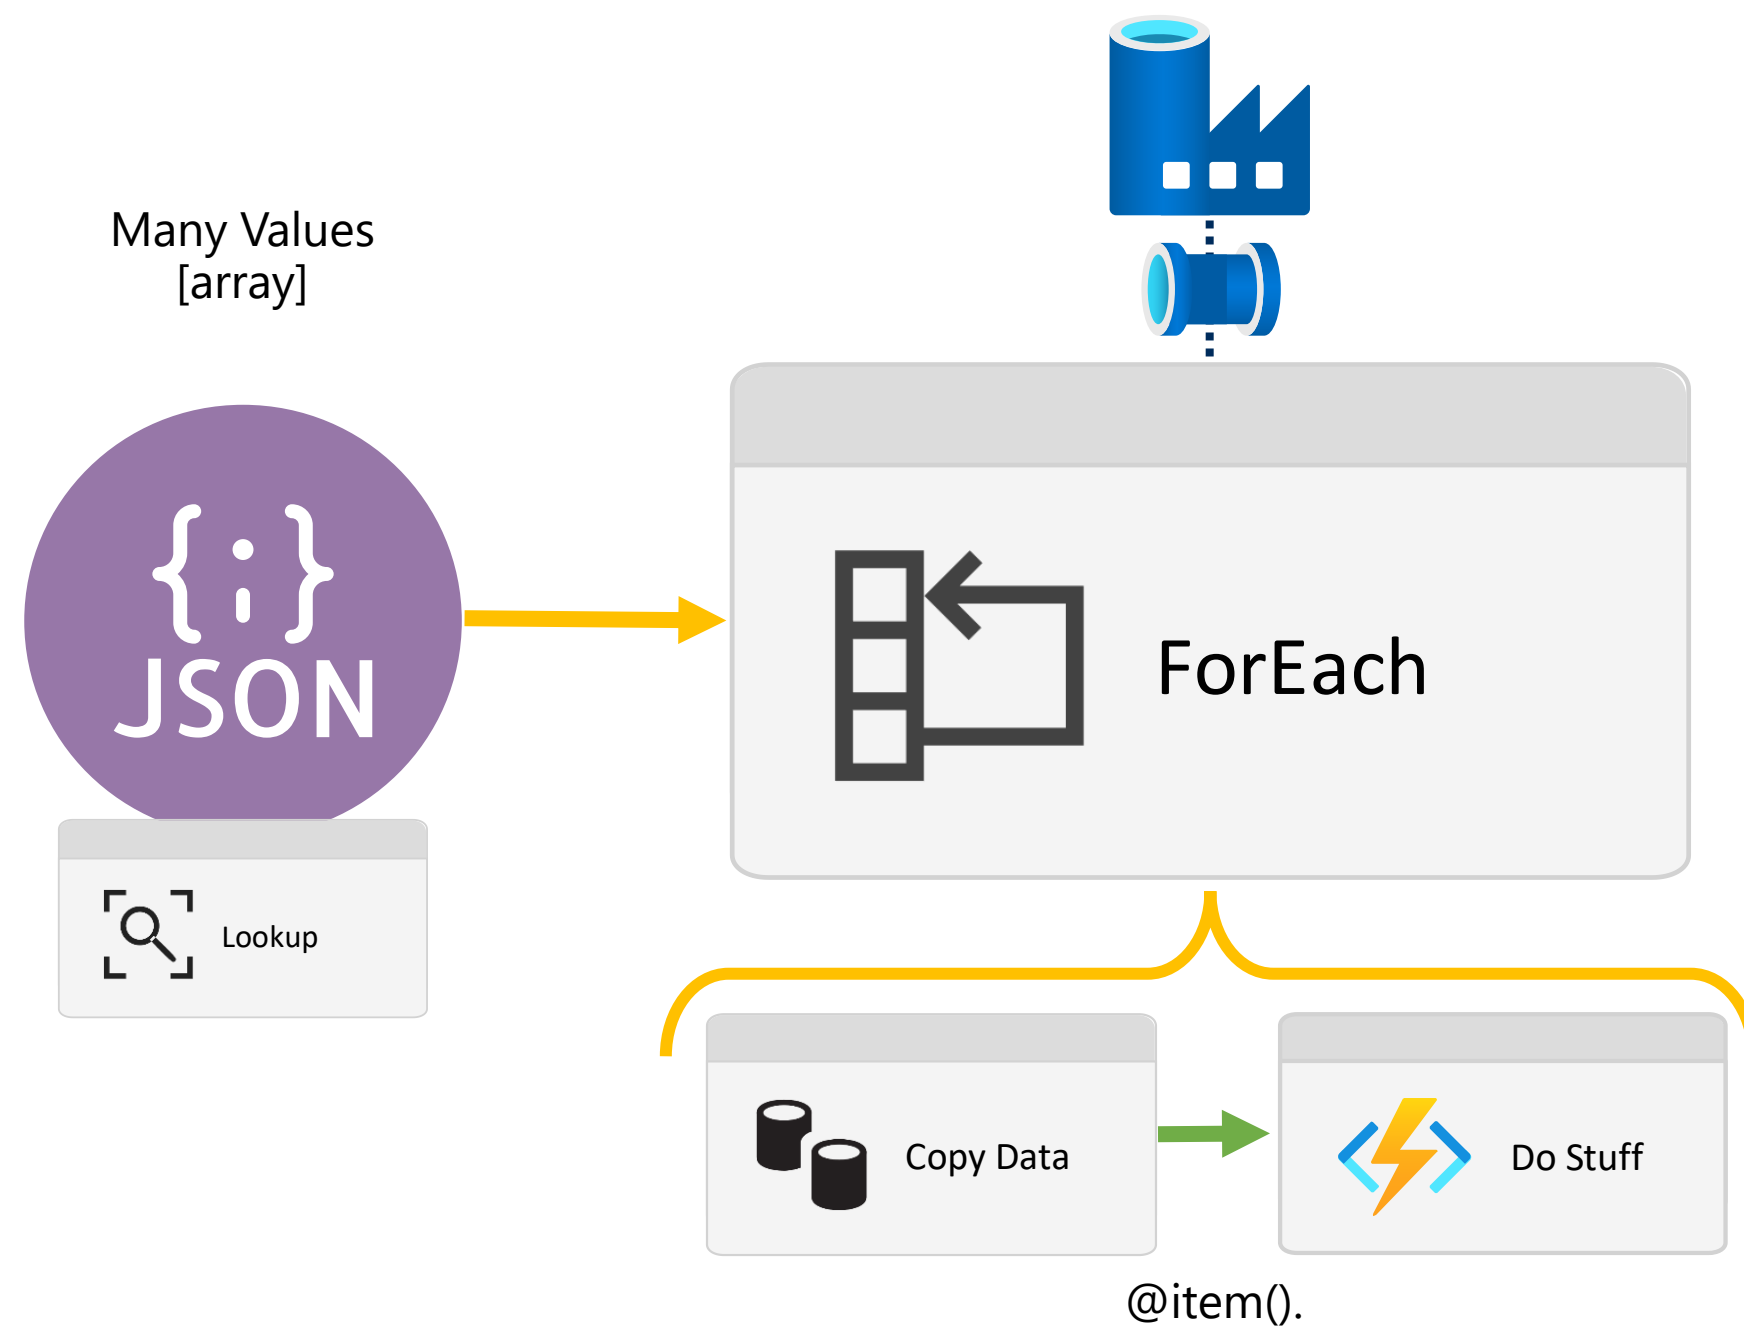 Many Values
[array]
{;}
JSON
Lookup
ForEach
Copy Data
Do Stuff
@item().